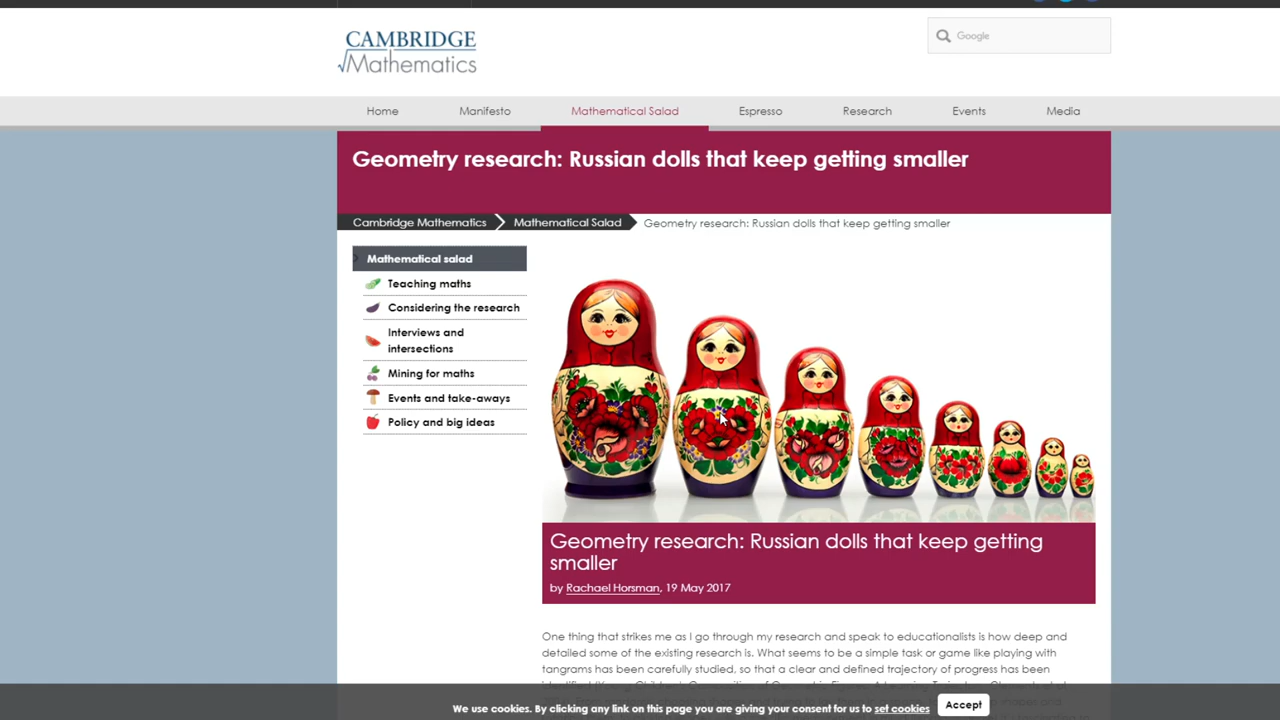 CAMBRIDGE
Mathematics
Google
Home Manifesto Mathematical Salad Espresso Research Events Media
Geometry research: Russian dolls that keep getting smaller
Cambridge Mathematics Mathematical Salad Geometry research: Russian dolls that keep getting smaller
Mathematical salad
Teaching maths
Considering the research
Interviews and
intersections
Mining for maths
Events and take-aways
Policy and big ideas
Geometry research: Russian dolls that keep getting
smaller
by Rachael Horsman, 19 May 2017
One thing that strikes me as I go through my research and speak to educationalists is how deep and
detailed some of the existing research is. What seems to be a simple task or game like playing with
tangrams has been carefully studied, so that a clear and defined trajectory of progress has been
We use cookies. By clicking any link on this page you are giving your consent for us to set cookies Accept